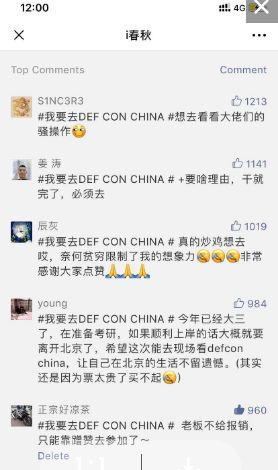 12:00
4G
i春秋
Top Comments
Comment
S1NC3R3
1213
#我要去DEF CON CHINA #想去看看大佬们的
骚操作
姜 涛
1141
#我要去DEF CON CHINA # +要啥理由，干就
完了，必须去
辰灰
1019
#我要去DEF CON CHINA # 真的炒鸡想去
哎，奈何贫穷限制了我的想象力非常
感谢大家点赞
young
984
#我要去DEF CON CHINA # 今年已经大三
了，在准备考研，如果顺利上岸的话大概就要
离开北京了，希望这次能去现场看defcon
china，让自己在北京的生活不留遗憾。(其实
还是因为票太贵了买不起)
正宗好凉茶
960
#我要去DEF CON CHINA # 老板不给报销，
只能靠蹭赞去参加了～
Delete